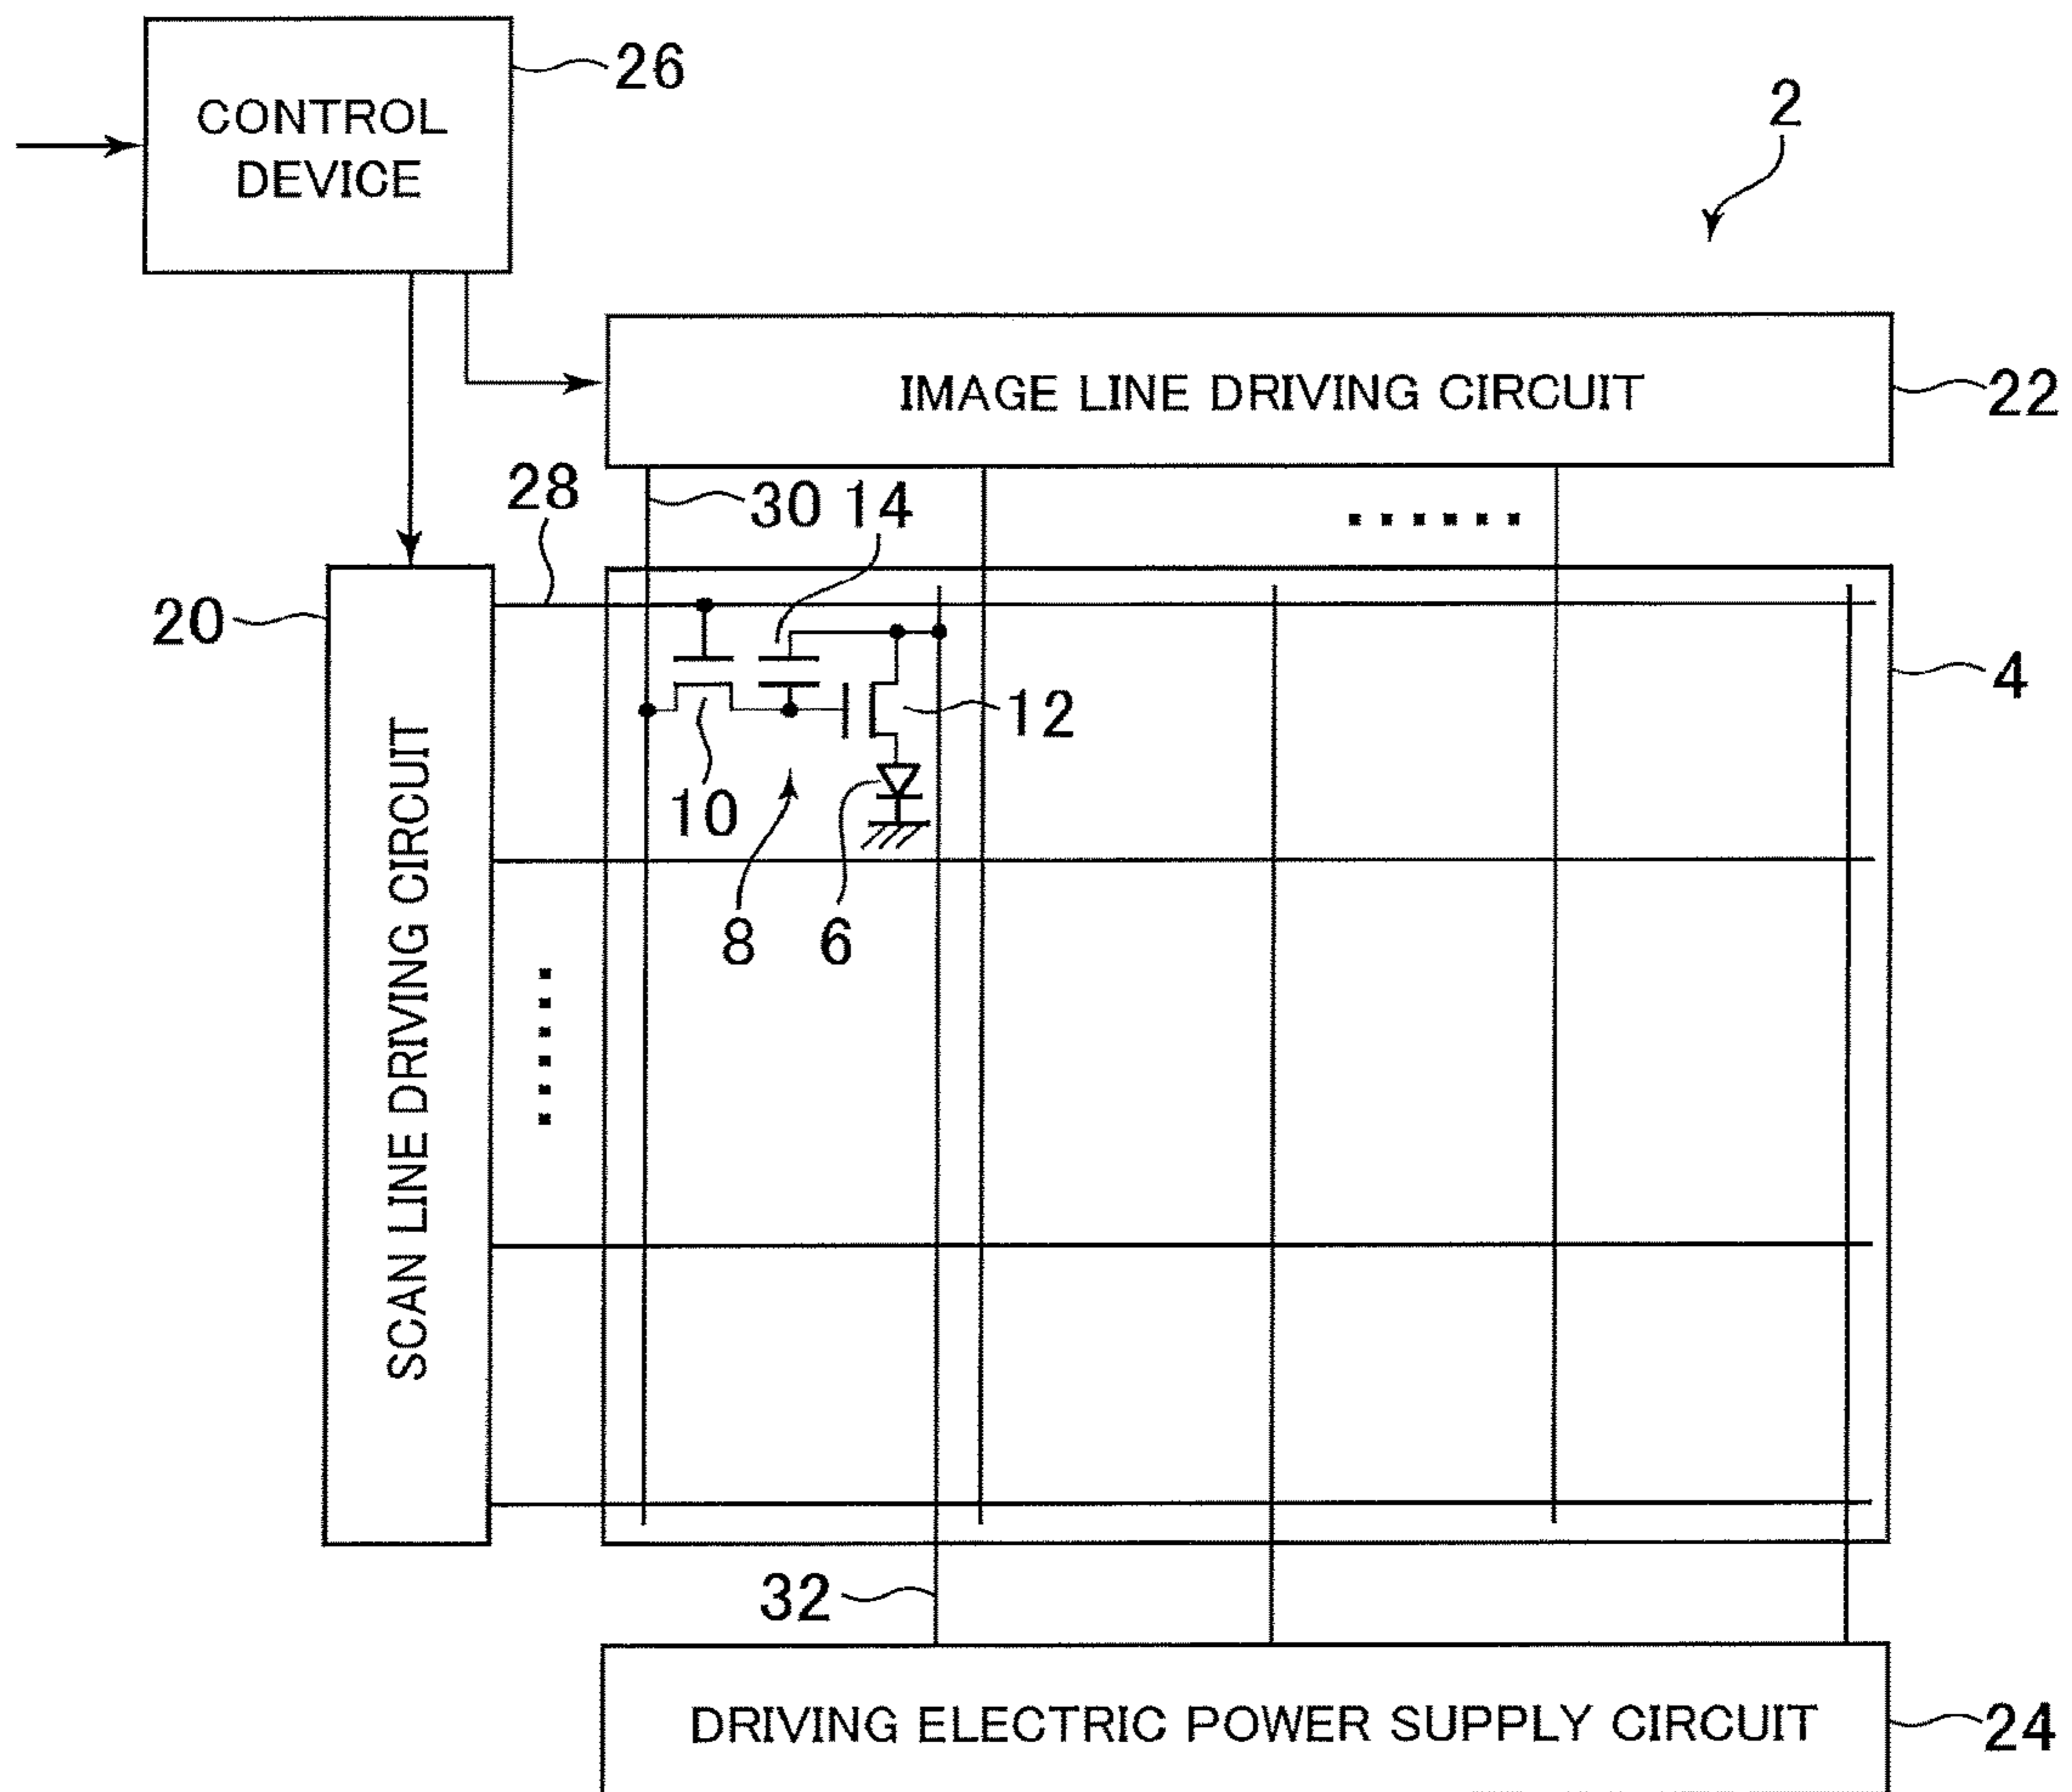 26
CONTROL
DEVICE
2
IMAGE LINE DRIVING CIRCUIT
22
28
30
14
20
4
12
10
8
6
SCAN LINE DRIVING CIRCUIT
32
DRIVING ELECTRIC POWER SUPPLY CIRCUIT
24